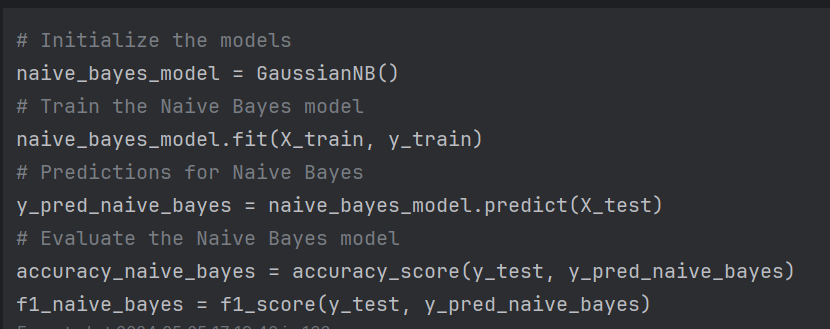 # Initialize the models
naive_bayes_model = GaussianNB()
# Train the Naive Bayes model
naive_bayes_model.fit(X_train, y_train)
# Predictions for Naive Bayes
y_pred_naive_bayes = naive_bayes_model.predict(X_test)
# Evaluate the Naive Bayes model
accuracy_naive_bayes = accuracy_score(y_test, y_pred_naive_bayes)
f1_naive_bayes = f1_score(y_test, y_pred_naive_bayes)